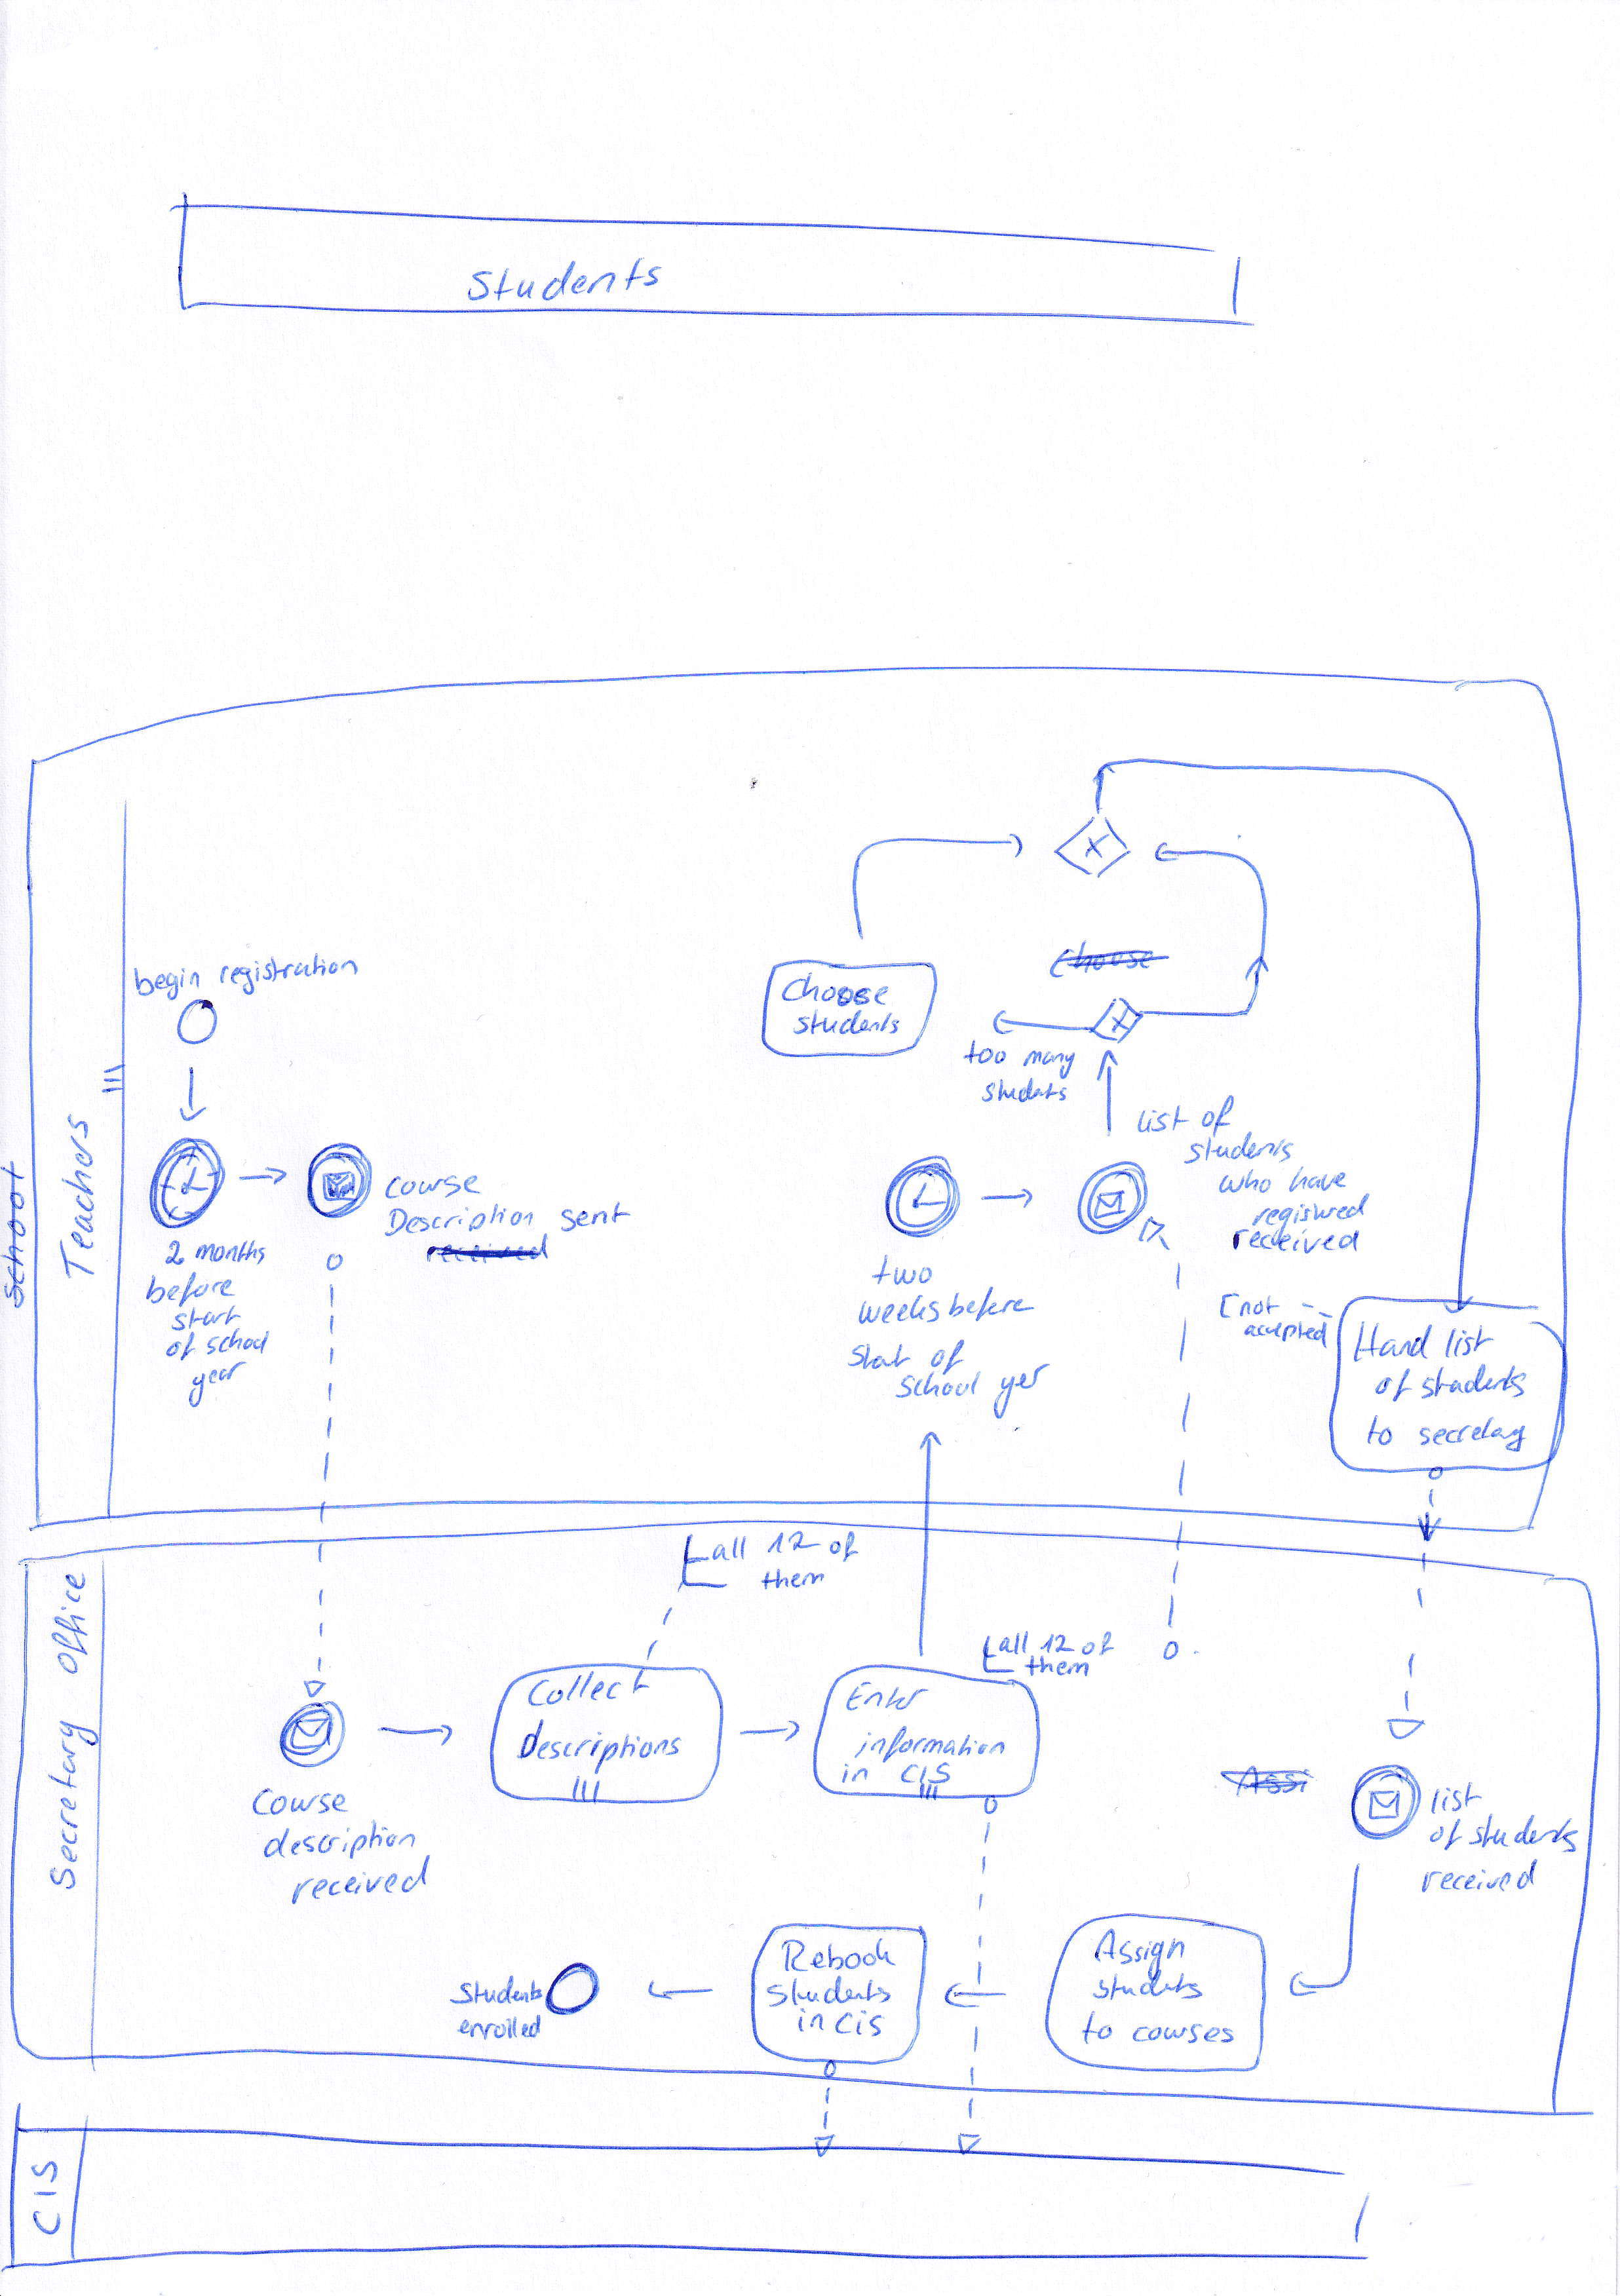 Students
School
Teachers
begin registration
2 months
before
start
of school
year
course
Description sent
received
Choose
Choose
students
too many
students
list of
students
who have
registred
received
two
weeks before
start of
school yer
not
accepted
Hand list
of students
to secretary
Secretary Office
all 12 of
them
Collect
descriptions
Course
description
received
all 12 of
them
Enter
information
in CIS
Assi
list
of students
received
Assign
students
to courses
Rebook
students
in CIS
Students
enrolled
CIS